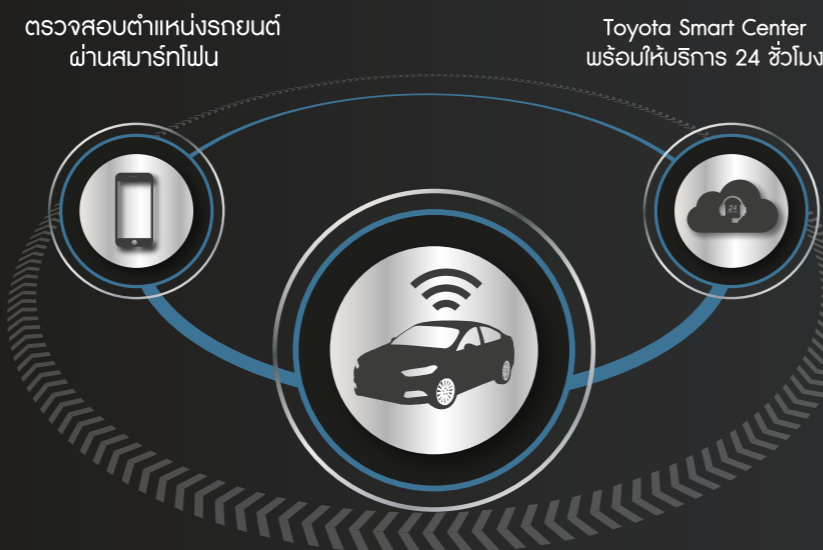 ตรวจสอบตำแหน่งรถยนต์
ผ่านสมาร์ทโฟน
Toyota Smart Center
พร้อมให้บริการ 24 ชั่วโมง
24